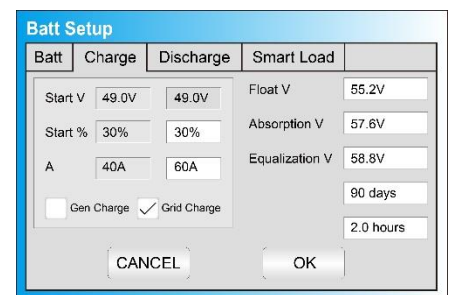 Batt Setup
Batt Charge Discharge Smart Load
Start V 49.0V 49.0V Float V 55.2V
Start % 30% 30% Absorption V 57.6V
A 40A 60A Equalization V 58.8V
90 days
Gen Charge Grid Charge
2.0 hours
CANCEL OK